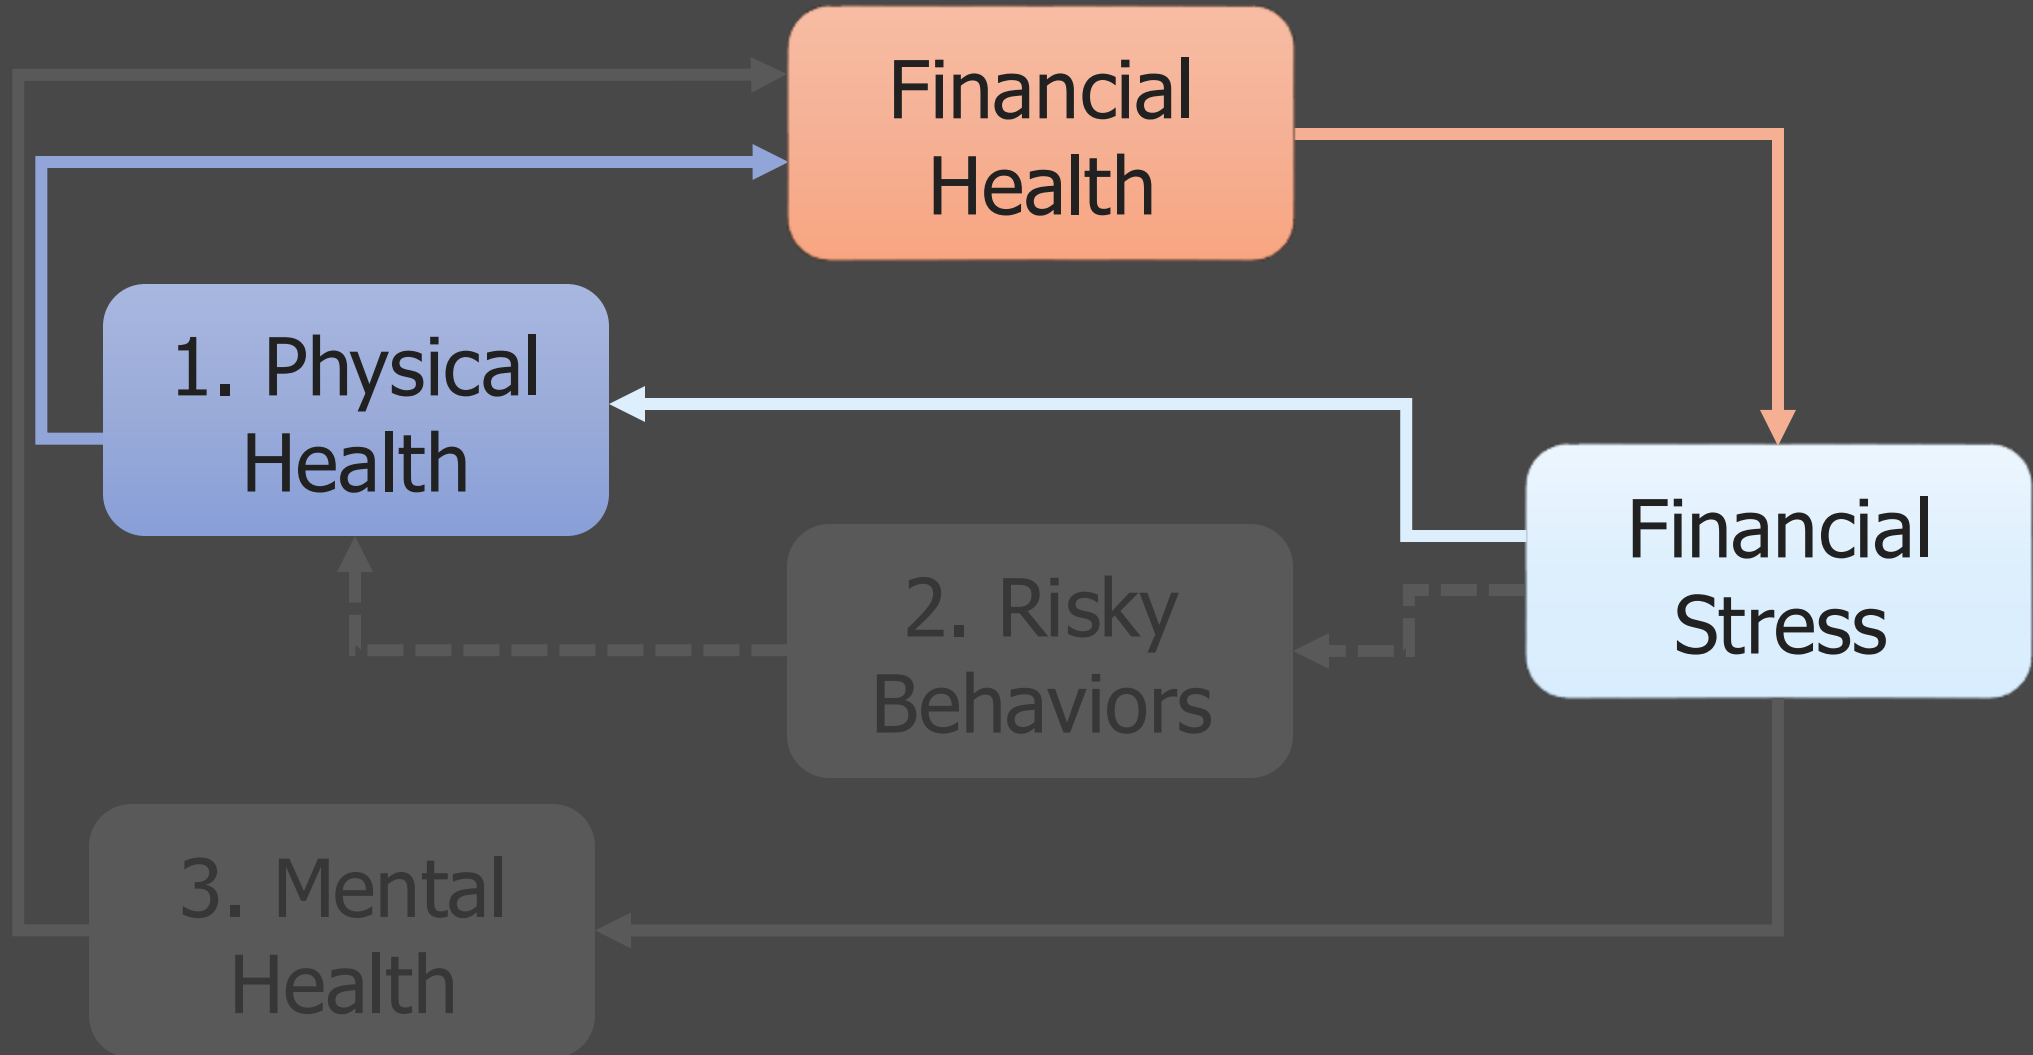 Financial
Health
1. Physical
Health
Financial
Stress
2. Risky
Behaviors
3. Mental
Health